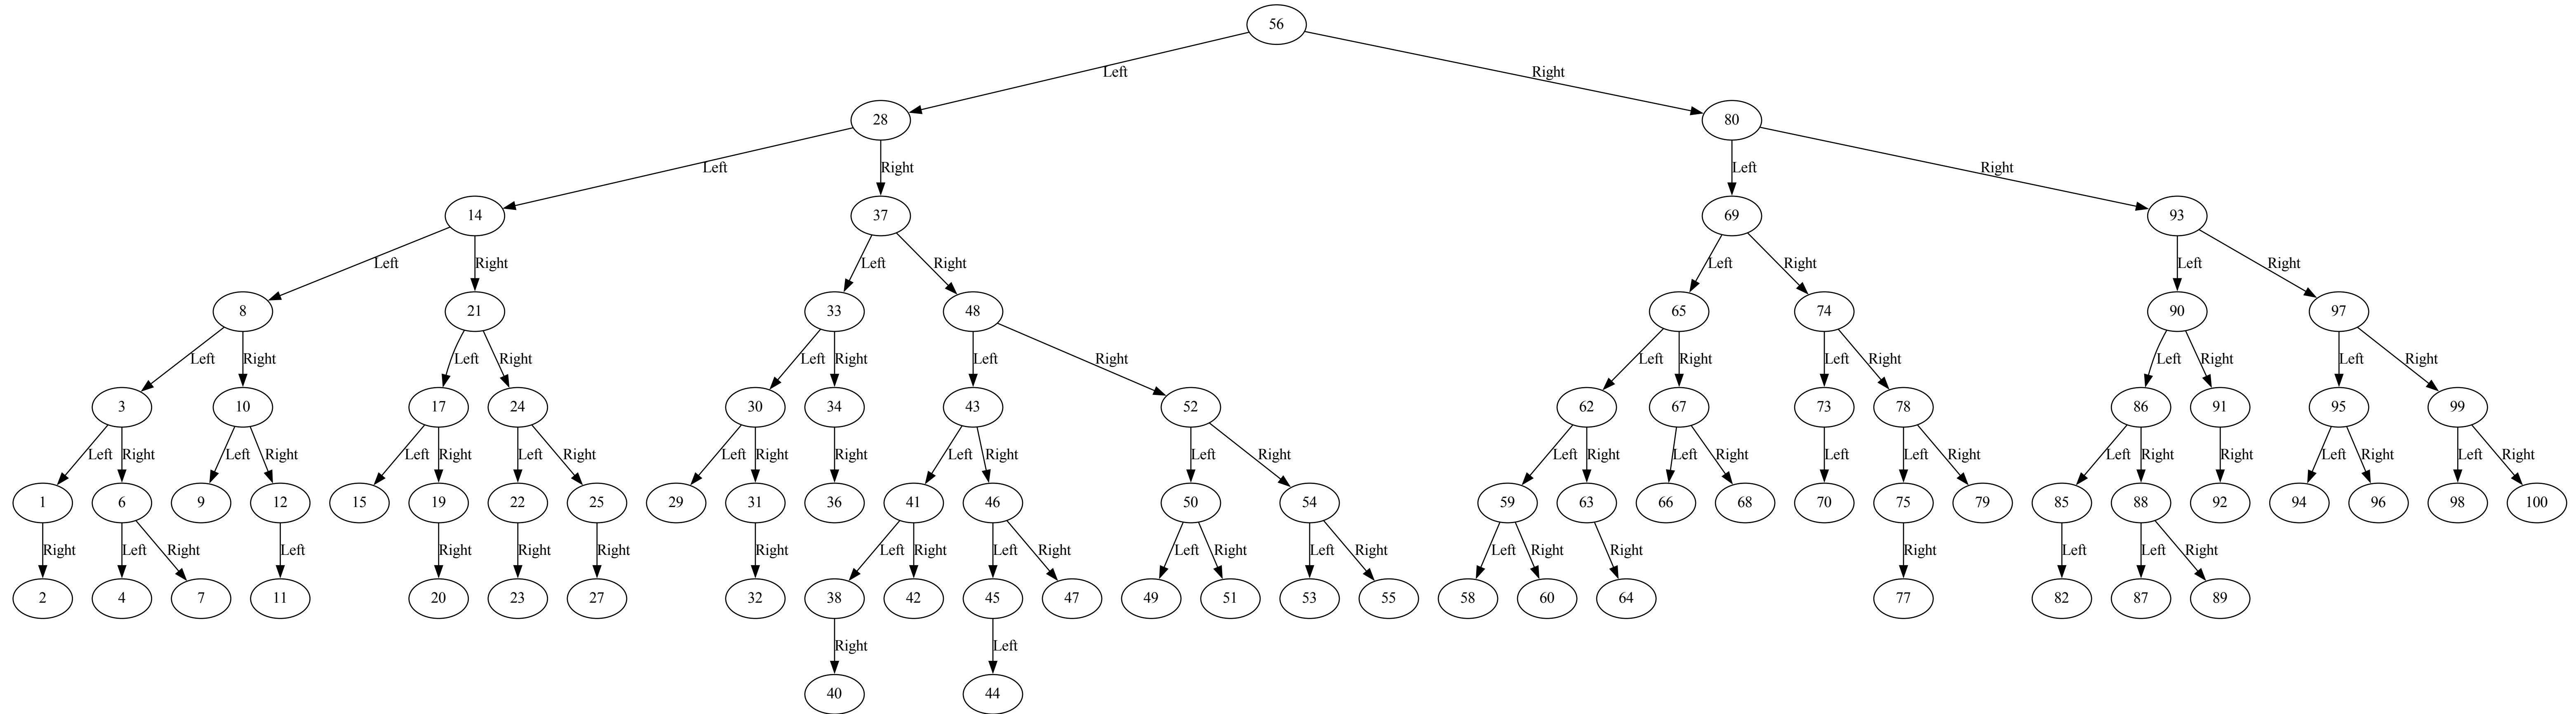 56
Left Right
28 80
Left Right Left Right
14 37 69 93
Left Right Left Right Left Right Left Right
8 21 33 48 65 74 90 97
Left Right Left Right Left Right Left Right Left Right Left Right Left Right Left Right
3 10 17 24 30 34 43 52 62 67 73 78 86 91 95 99
Left Right Left Right Left Right Left Right Left Right Right Left Right Left Right Left Right Left Right Left Left Right Left Right Right Left Right Left Right
1 6 9 12 15 19 22 25 29 31 36 41 46 50 54 59 63 66 68 70 75 79 85 88 92 94 96 98 100
Right Left Right Left Right Right Right Right Left Right Left Right Left Right Left Right Left Right Right Right Left Left Right
2 4 7 11 20 23 27 32 38 42 45 47 49 51 53 55 58 60 64 77 82 87 89
Right Left
40 44